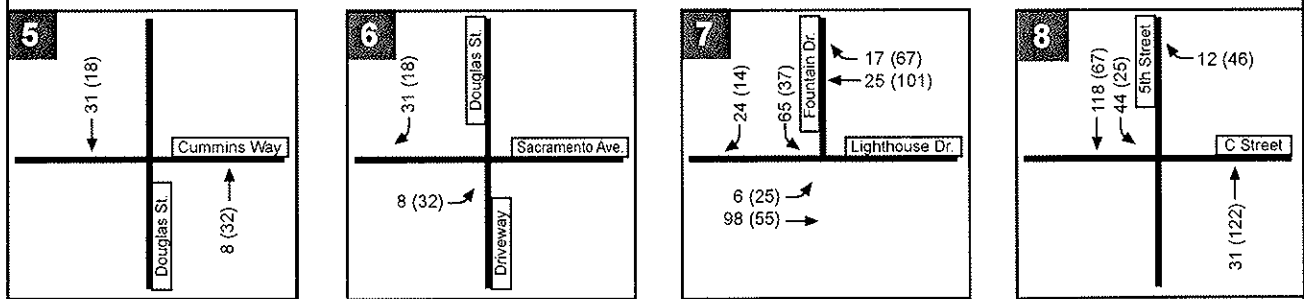 5
31 (18)
Cummins Way
Douglas St.
8 (32)
6
31 (18)
Douglas St.
Sacramento Ave.
8 (32)
Driveway
7
24 (14)
65 (37)
Fountain Dr.
17 (67)
25 (101)
Lighthouse Dr.
6 (25)
98 (55)
8
118 (67)
44 (25)
5th Street
12 (46)
C Street
31 (122)